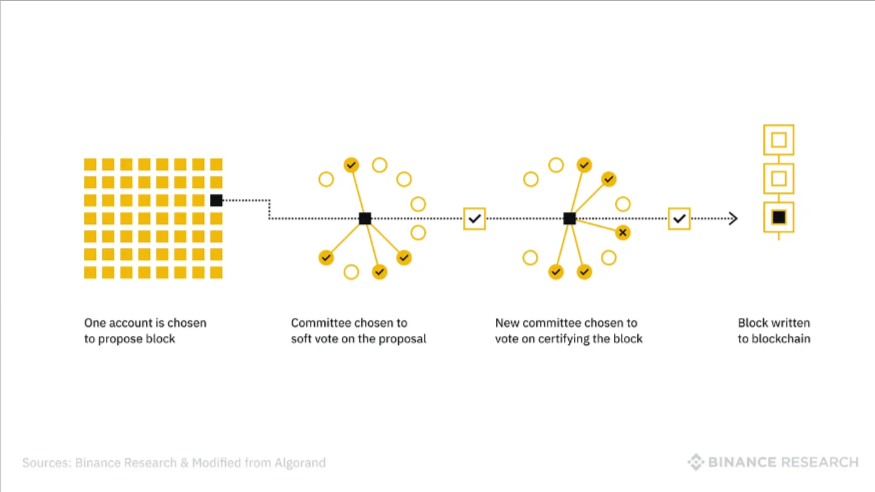 One account is chosen
to propose block
Committee chosen to
soft vote on the proposal
New committee chosen to
vote on certifying the block
Block written
to blockchain
Sources: Binance Research & Modified from Algorand
BINANCE RESEARCH